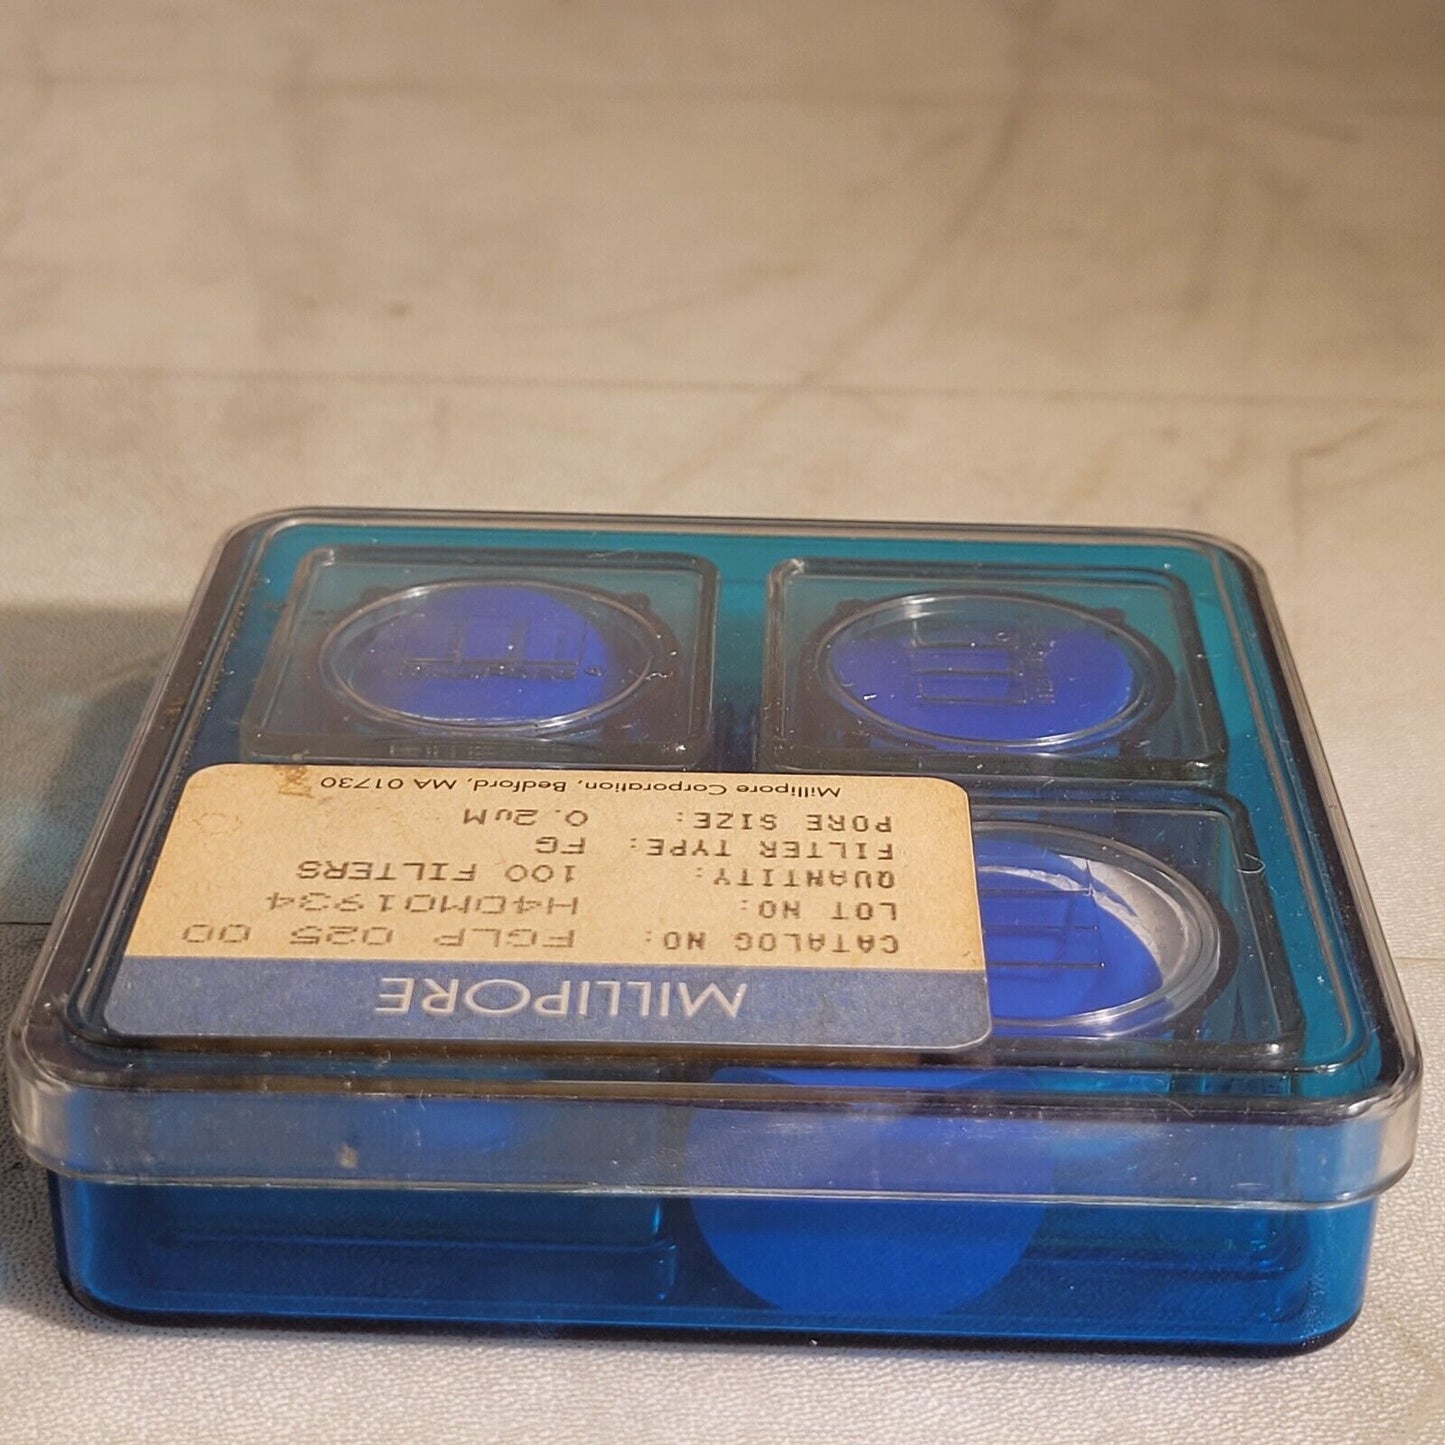 MILLIPORE
CATALOG NO: FGLP 025 00
LOT NO: H4DM01934
QUANTITY: 100 FILTERS
FILTER TYPE: FG
PORE SIZE: 0.2uM
Millipore Corporation, Bedford, MA 01730